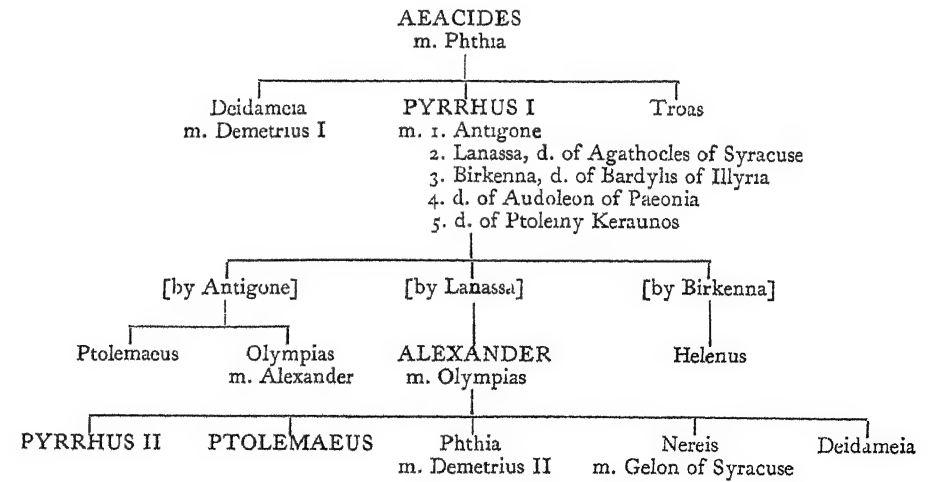 AEACIDES
m. Phthia
Deidameia
m. Demetrius I
PYRRHUS I
m. 1. Antigone
2. Lanassa, d. of Agathocles of Syracuse
3. Birkenna, d. of Bardylis of Illyria
4. d. of Audoleon of Paeonia
5. d. of Ptolemy Keraunos
Troas
[by Antigone]
[by Lanassa]
[by Birkenna]
Ptolemaeus
Olympias
m. Alexander
ALEXANDER
m. Olympias
Helenus
PYRRHUS II
PTOLEMAEUS
Phthia
m. Demetrius II
Nereis
m. Gelon of Syracuse
Deidameia